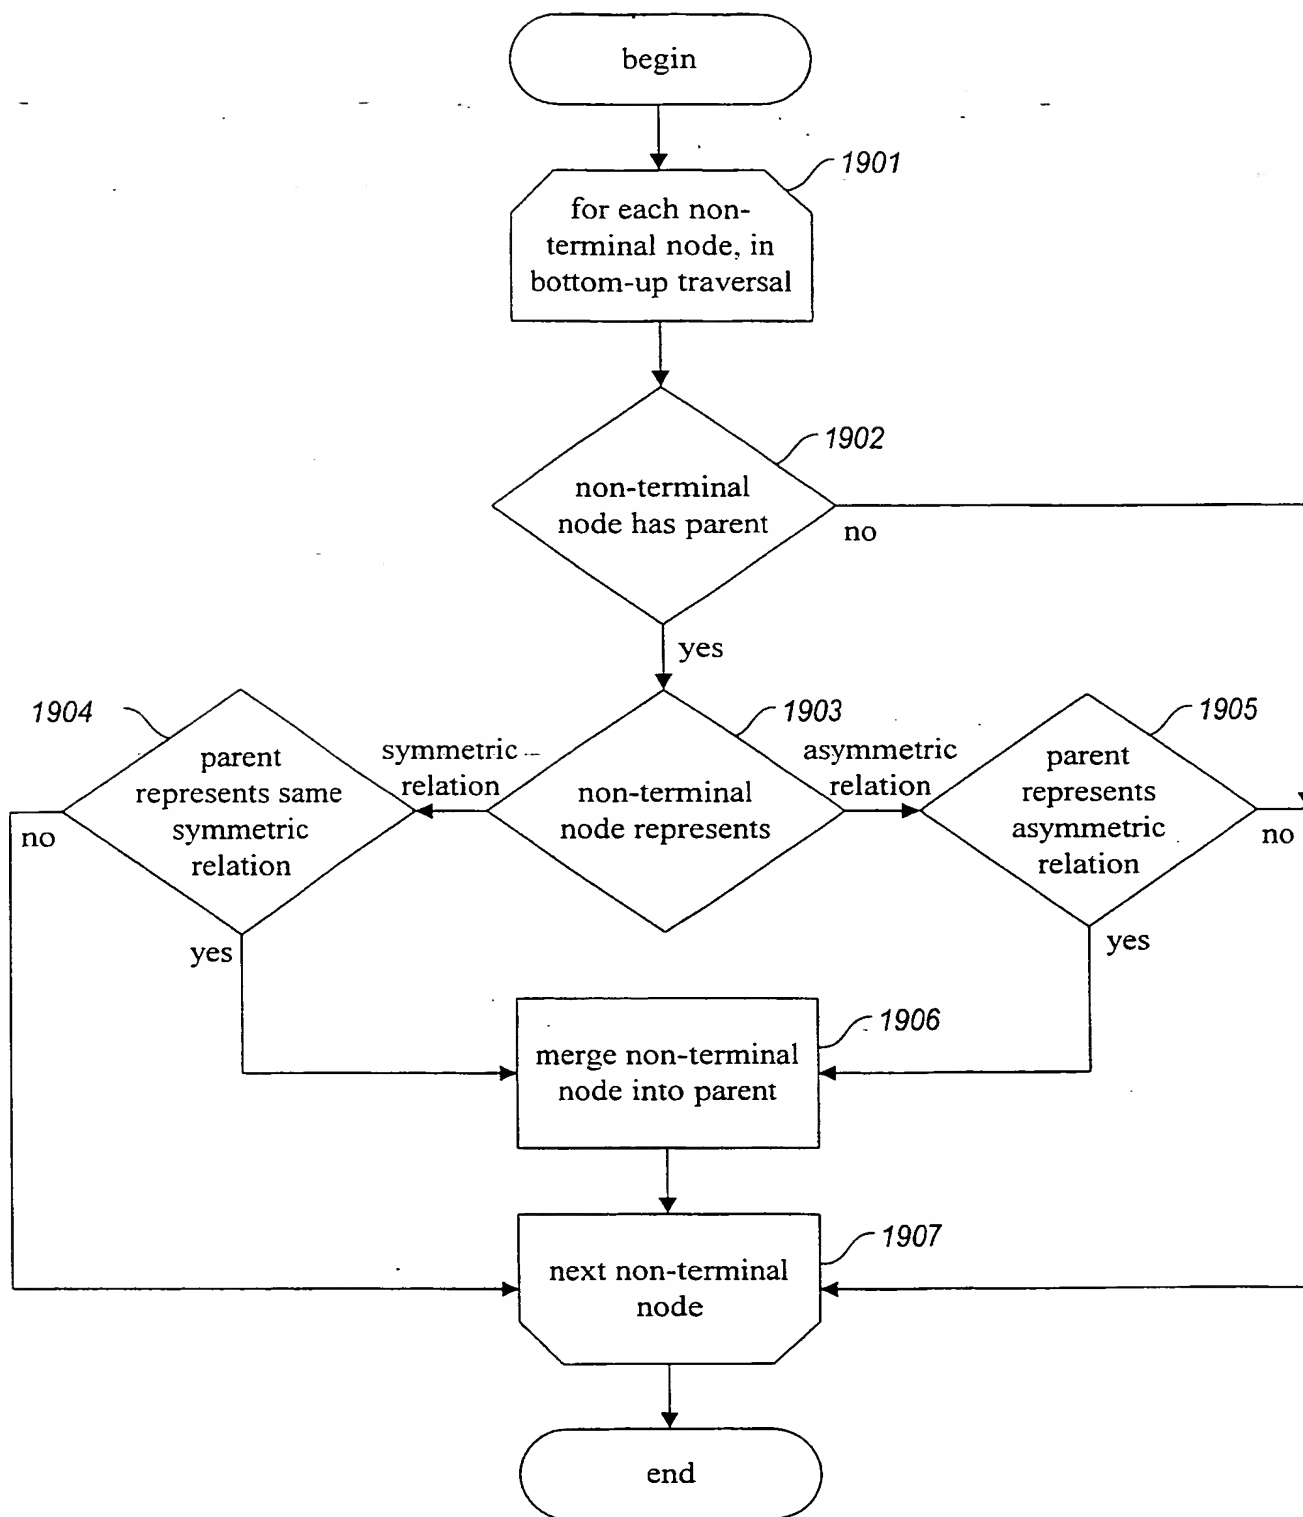 begin
1901
for each non-
terminal node, in
bottom-up traversal
1902
non-terminal
node has parent
no
yes
1904
parent
represents same
symmetric
relation
no
yes
symmetric
relation
1903
non-terminal
node represents
asymmetric
relation
1905
parent
represents
asymmetric
relation
no
yes
1906
merge non-terminal
node into parent
1907
next non-terminal
node
end